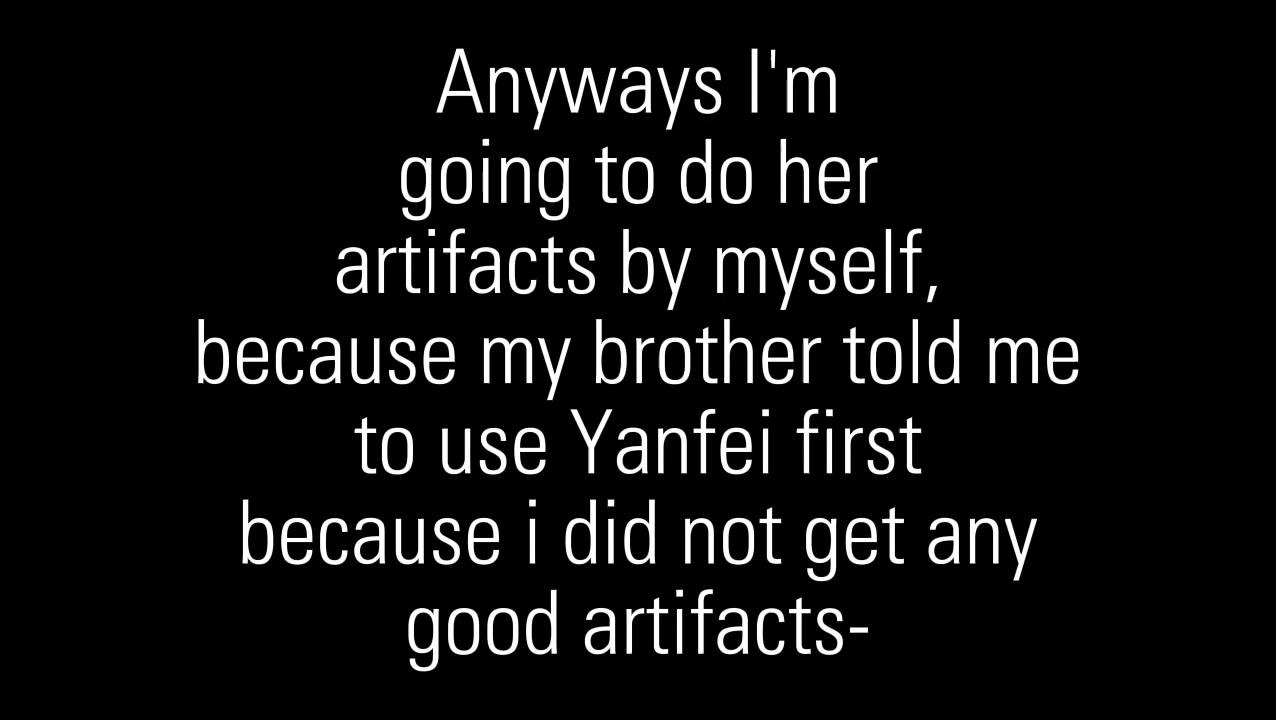 Anyways I'm
going to do her
artifacts by myself,
because my brother told me
to use Yanfei first
because i did not get any
good artifacts-